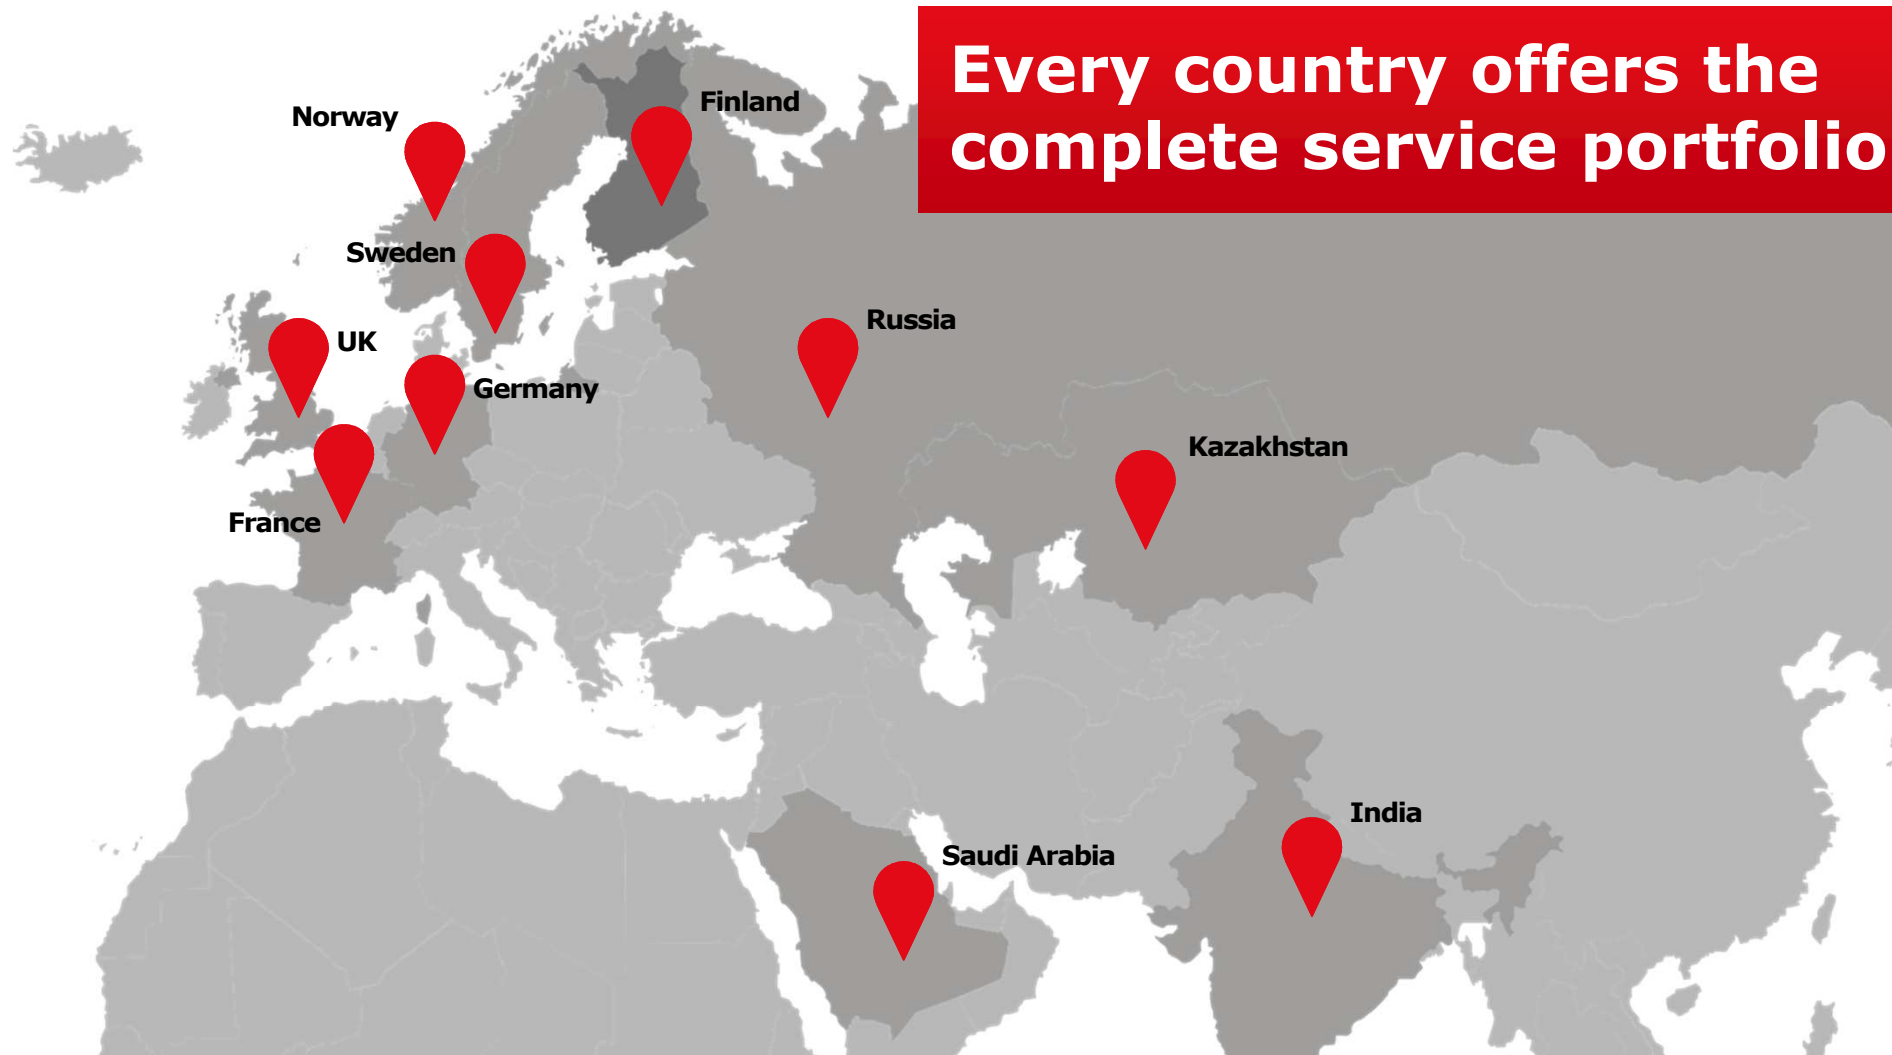 Every country offers the
complete service portfolio
Finland
Norway
Sweden
Russia
UK
Germany
Kazakhstan
France
India
Saudi Arabia